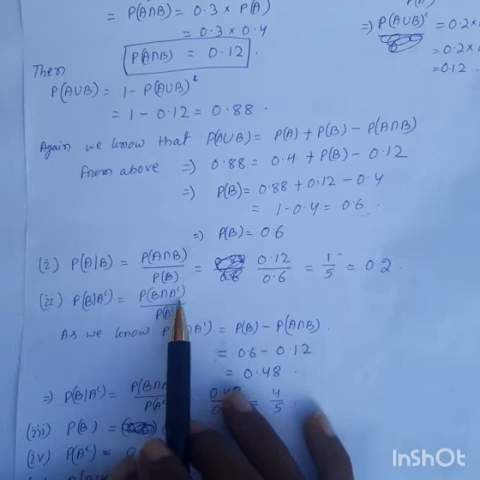 = P(A∩B) = 0.3 × P(A)
= 0.3 × 0.4
P(A∩B) = 0.12.
⇒ P(A∪B)ᶜ = 0.2 ×
= 0.2 ×
= 0.12
Then
P(A∪B) = 1 - P(A∪B)ᶜ
= 1 - 0.12 = 0.88.
Again we know that P(A∪B) = P(A) + P(B) - P(A∩B)
from above ⇒ 0.88 = 0.4 + P(B) - 0.12
⇒ P(B) = 0.88 + 0.12 - 0.4
= 1 - 0.4 = 0.6.
⇒ P(B) = 0.6
(i) P(A|B) = P(A∩B)/P(B) = 0.12/0.6 = 1/5 = 0.2.
(ii) P(B|Aᶜ) = P(B∩Aᶜ)/P(Aᶜ)
As we know P( Aᶜ) = P(B) - P(A∩B).
= 0.6 - 0.12
= 0.48.
⇒ P(B|Aᶜ) = = 4/5
(iii) P(B) =
(iv) P(Aᶜ) = 0
InShOt